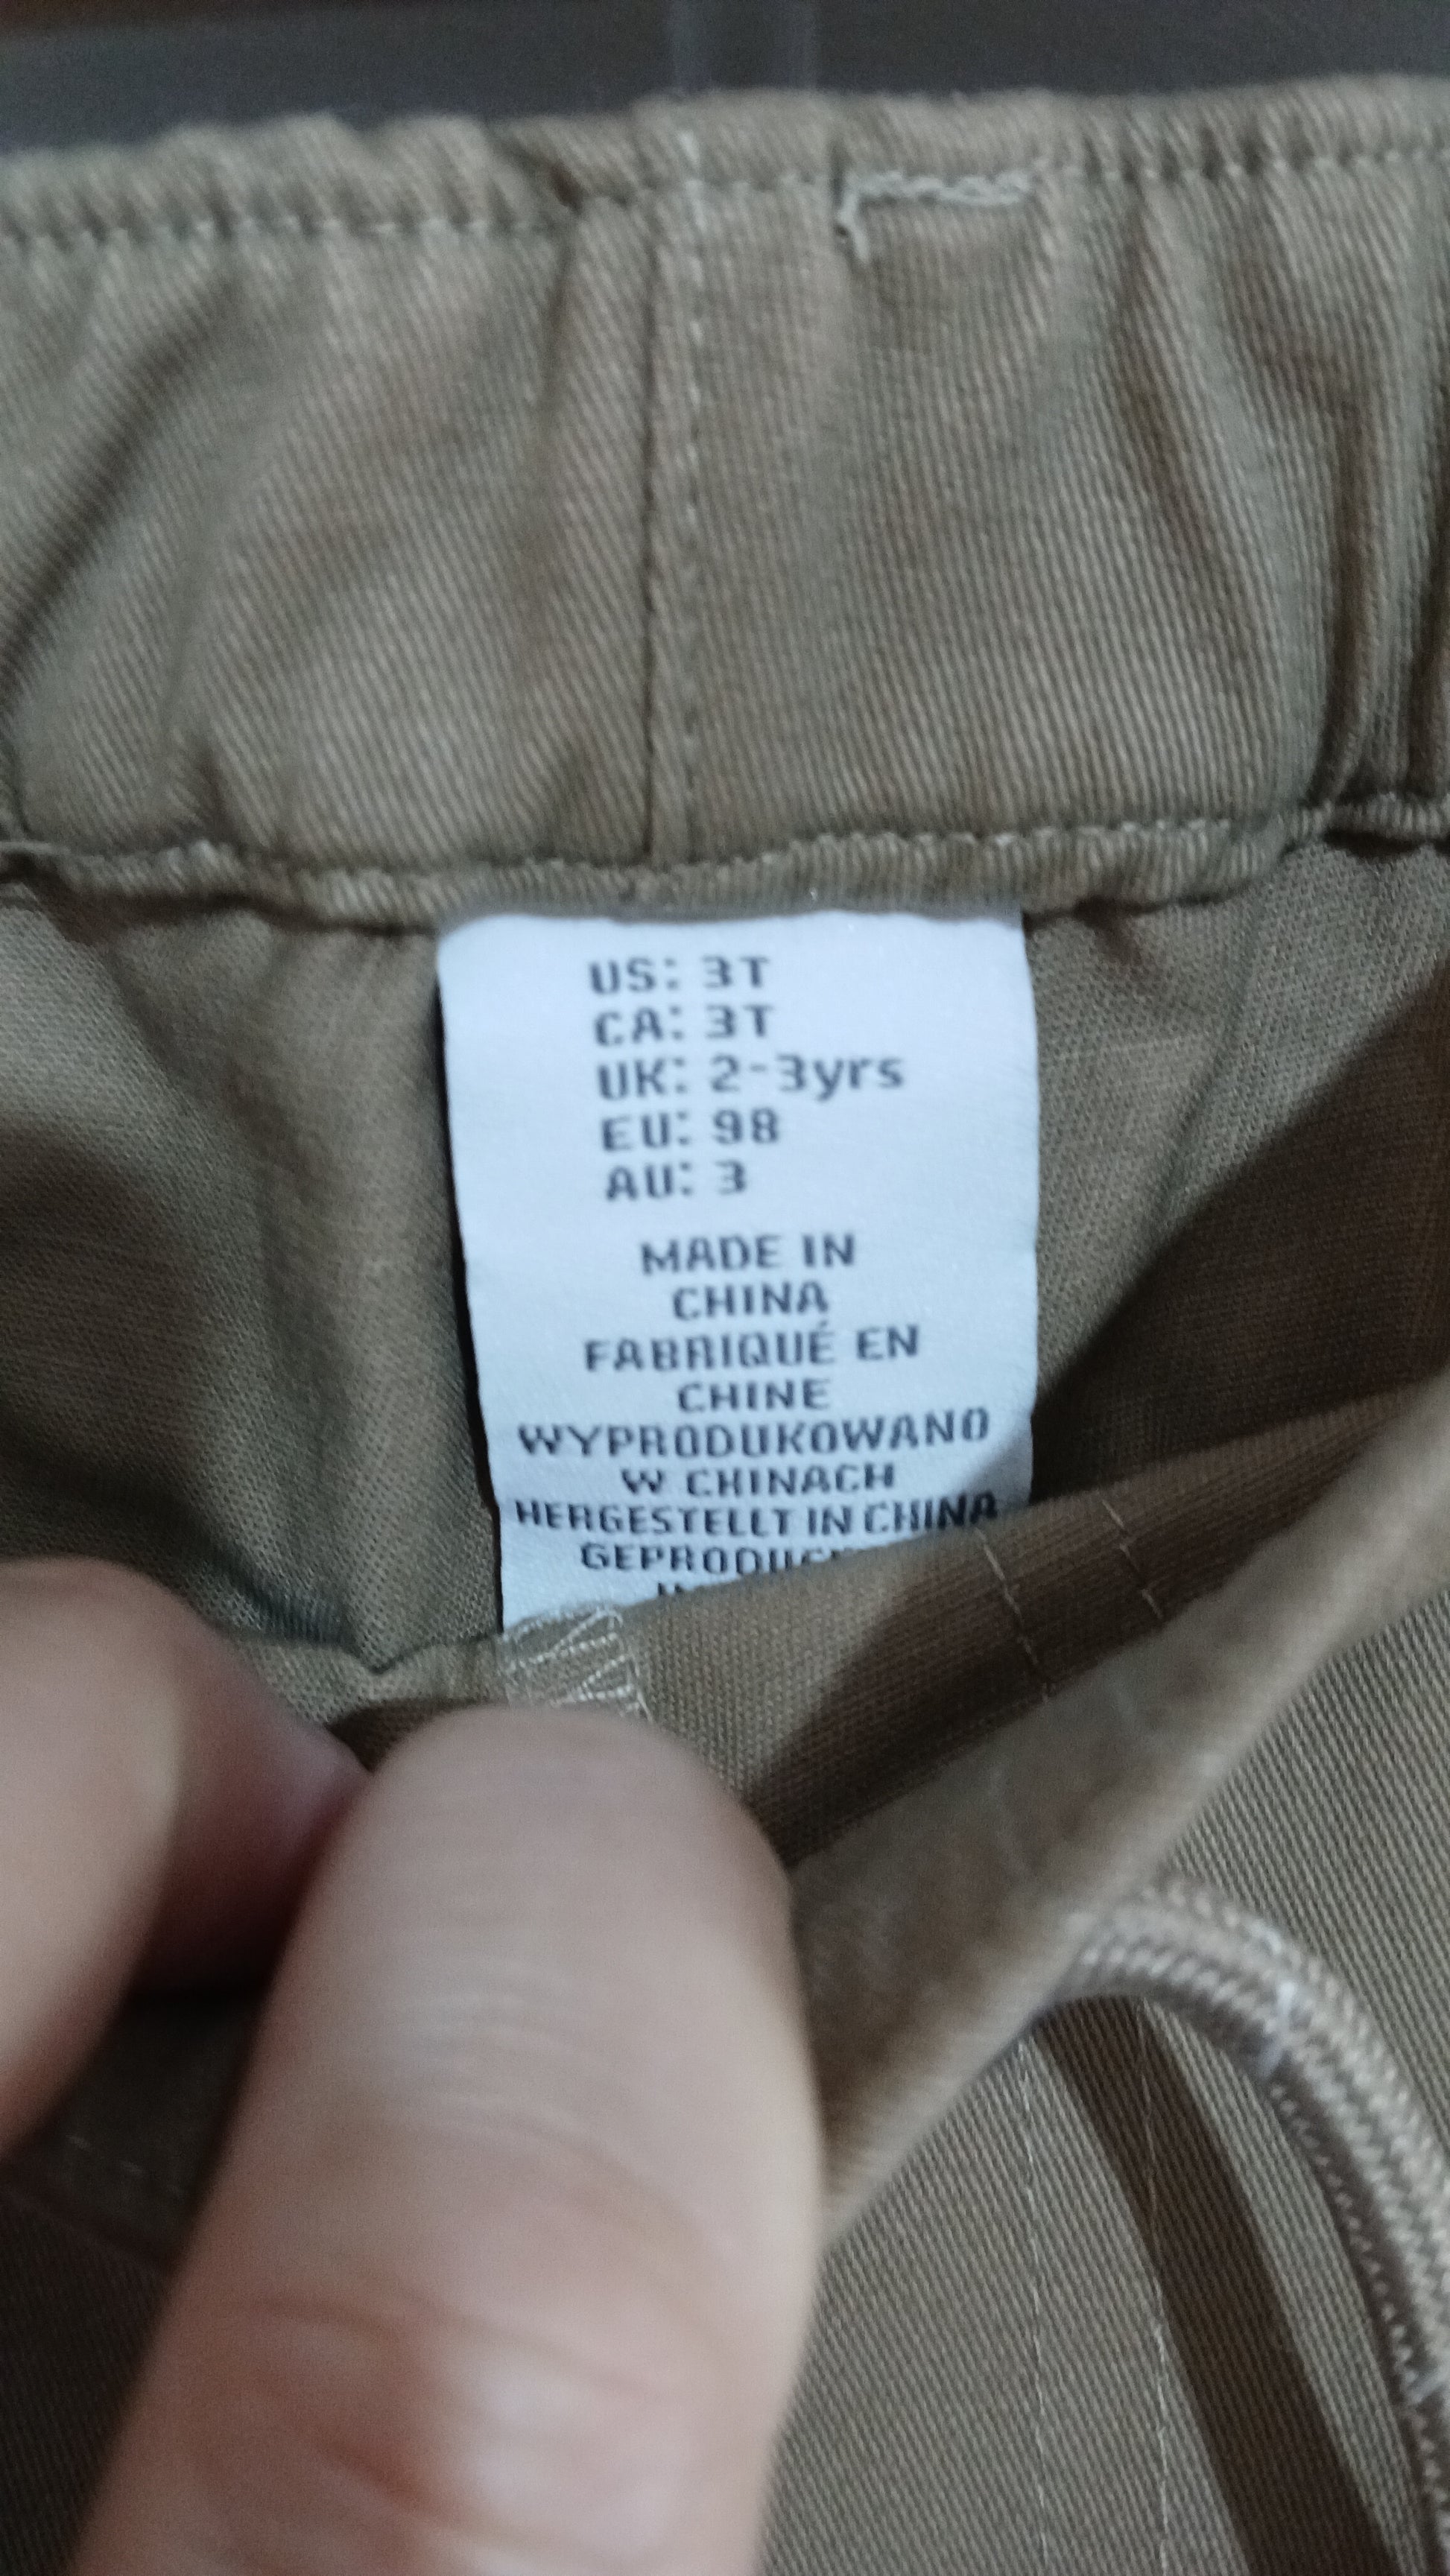 US: 3T
CA: 3T
UK: 2-3yrs
EU: 98
AU: 3
MADE IN
CHINA
FABRIQUÉ EN
CHINE
WYPRODUKOWANO
W CHINACH
HERGESTELLT IN CHINA